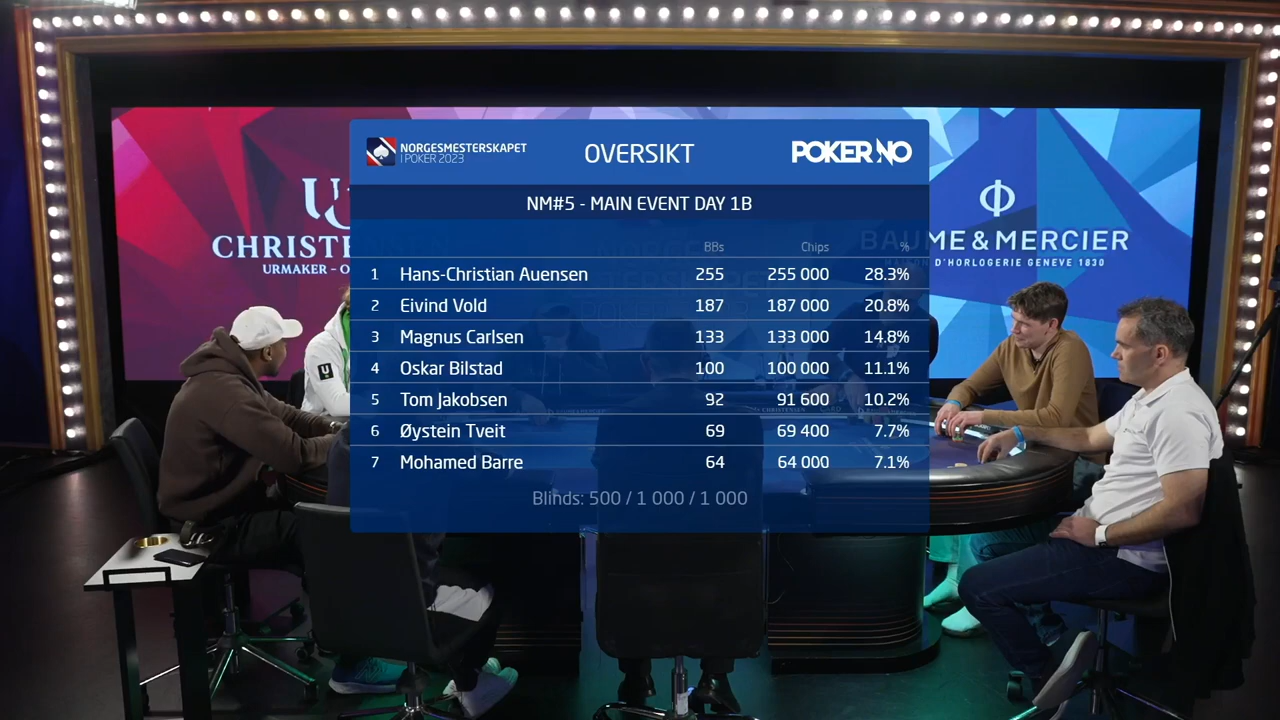 NORGESMESTERSKAPET
I POKER 2023
OVERSIKT
POKER.NO
NM#5 - MAIN EVENT DAY 1B
BBs Chips %
1 Hans-Christian Auensen 255 255 000 28.3%
2 Eivind Vold 187 187 000 20.8%
3 Magnus Carlsen 133 133 000 14.8%
4 Oskar Bilstad 100 100 000 11.1%
5 Tom Jakobsen 92 91 600 10.2%
6 Øystein Tveit 69 69 400 7.7%
7 Mohamed Barre 64 64 000 7.1%
Blinds: 500 / 1 000 / 1 000
CHRISTENSEN
URMAKER - O
BAUME & MERCIER
MAISON D'HORLOGERIE GENEVE 1830